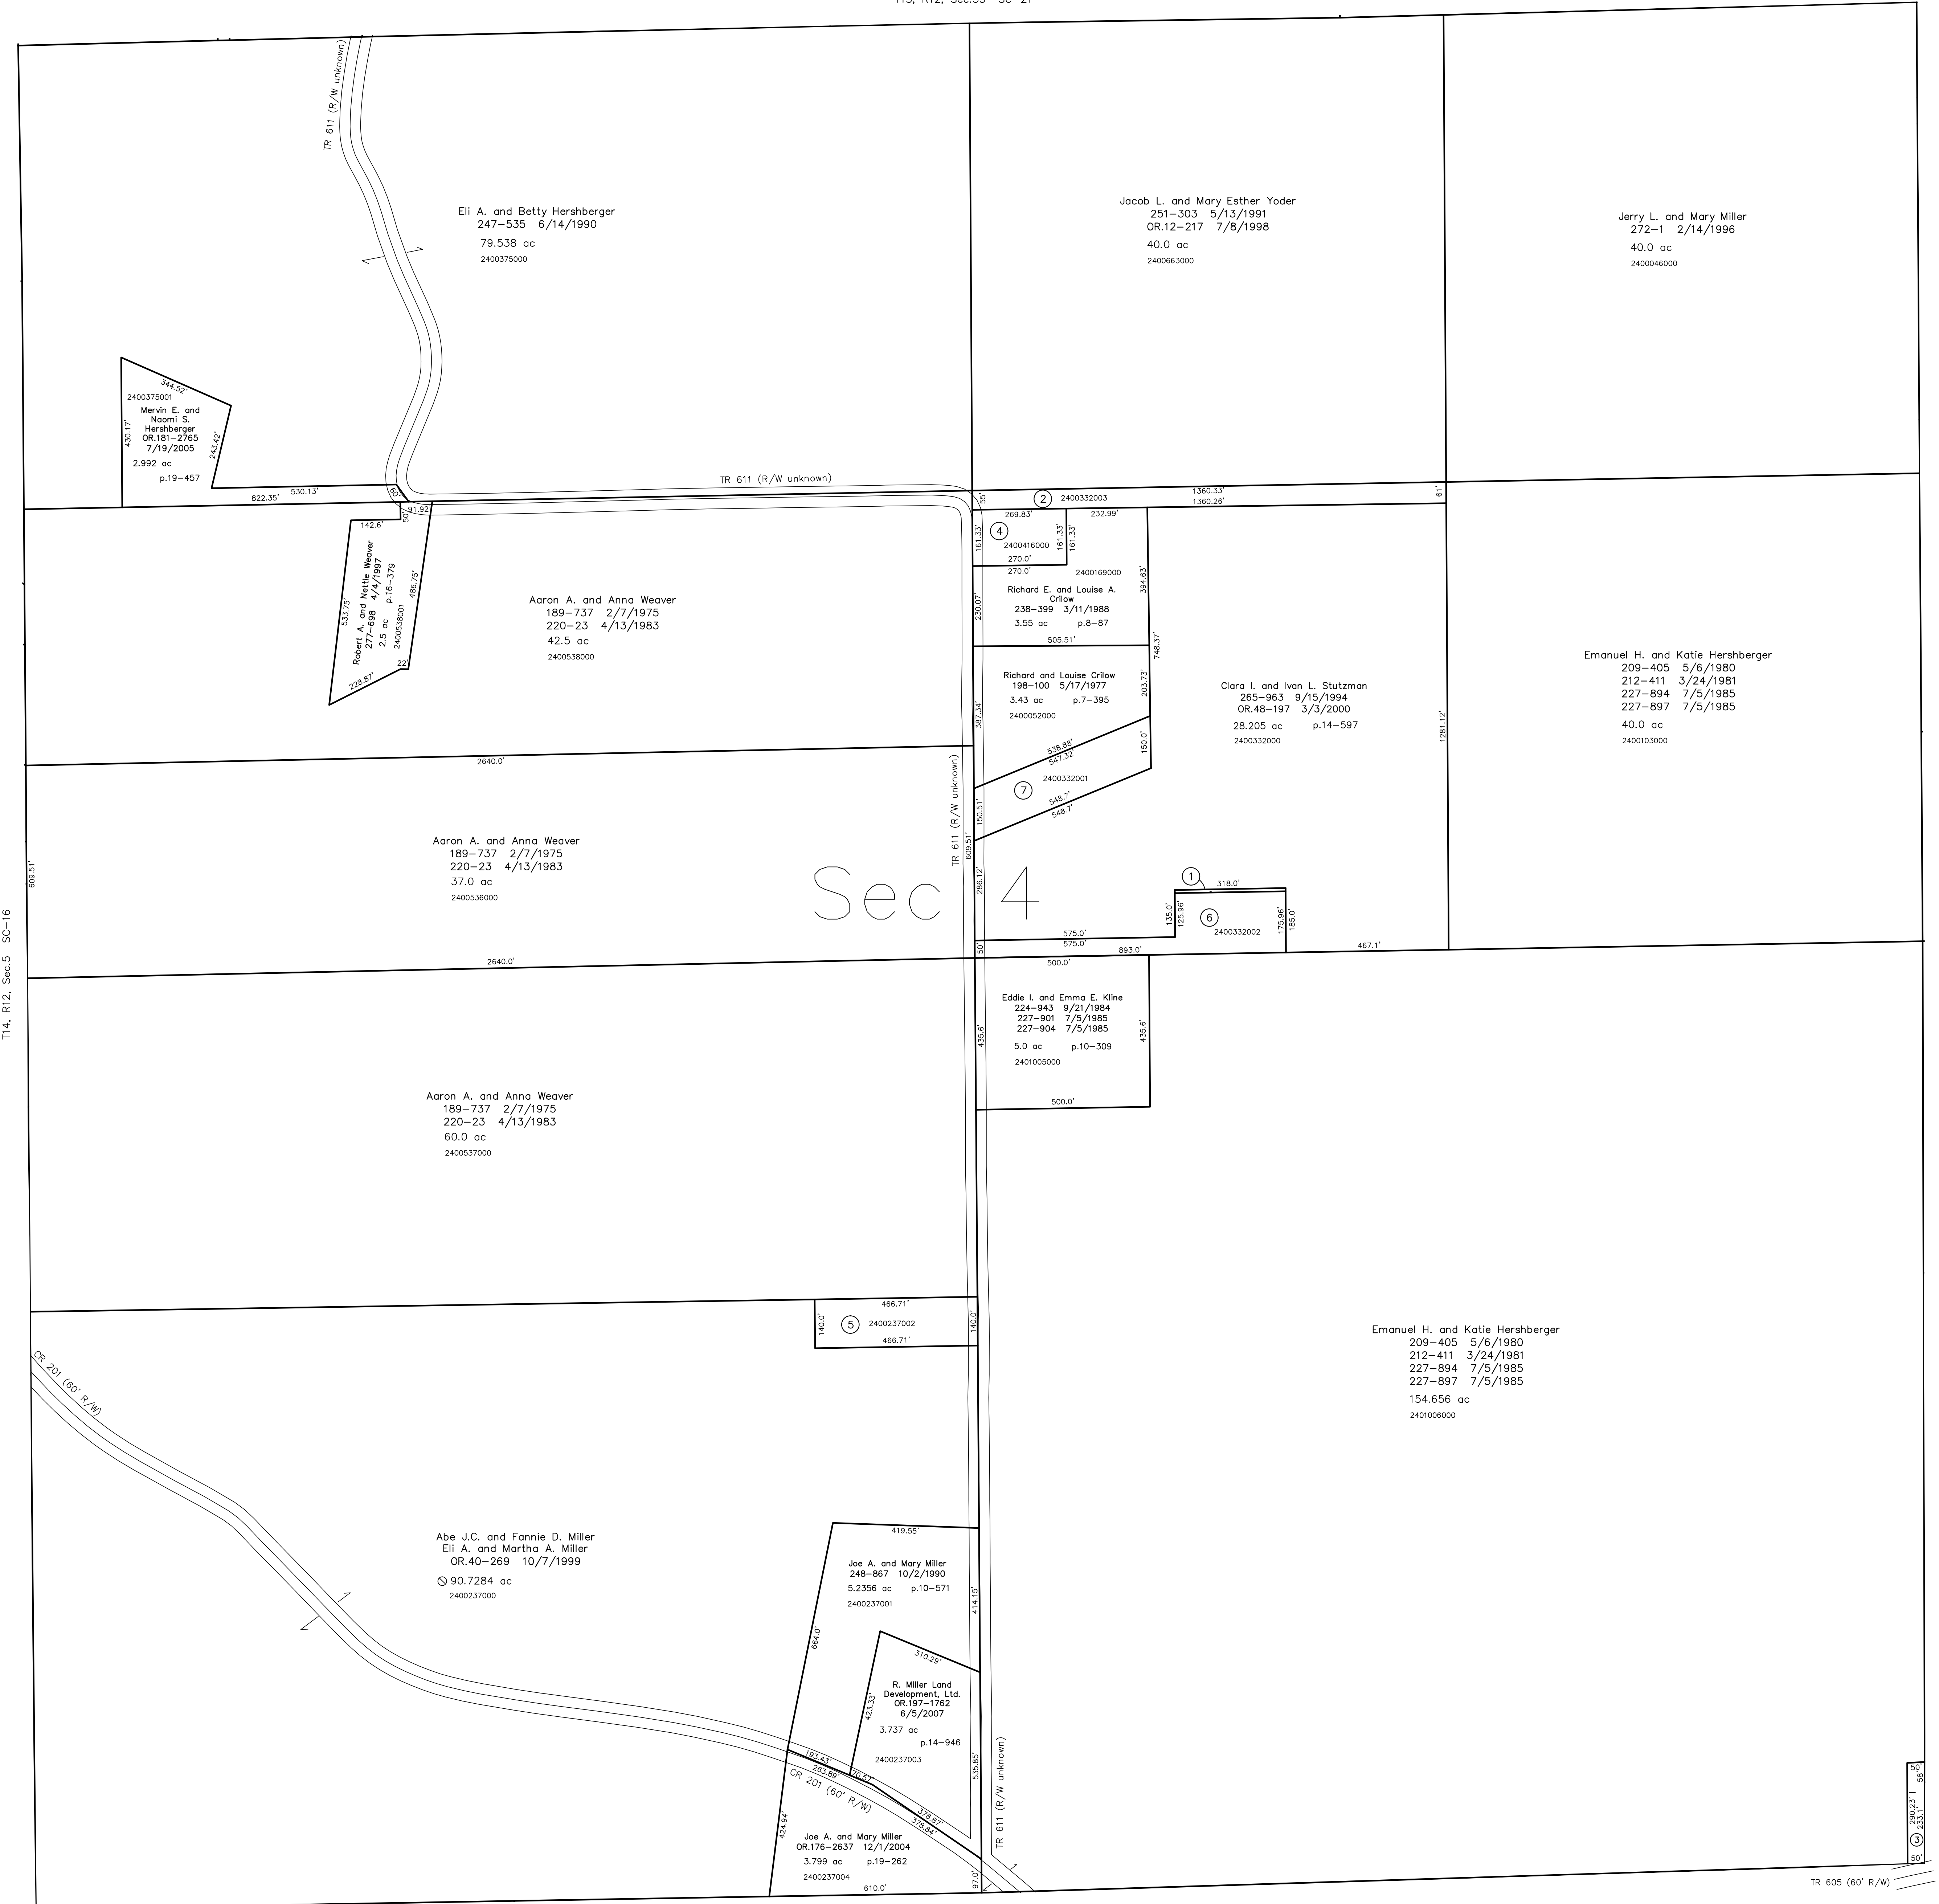 T15, R12, Sec.33 SC-21
TR 611 (R/W unknown)
Eli A. and Betty Hershberger
247-535 6/14/1990
79.538 ac
2400375000
Jacob L. and Mary Esther Yoder
251-303 5/13/1991
OR.12-217 7/8/1998
40.0 ac
2400663000
Jerry L. and Mary Miller
272-1 2/14/1996
40.0 ac
2400046000
344.52'
2400375001
Mervin E. and
Naomi S.
Hershberger
OR.181-2765
7/19/2005
2.992 ac
p.19-457
430.17'
243.42'
530.13'
822.35'
60'
91.92'
50'
142.6'
TR 611 (R/W unknown)
55'
2
2400332003
1360.33'
1360.26'
61'
269.83'
232.99'
4
161.33'
161.33'
161.33'
2400416000
270.0'
270.0'
2400169000
Richard E. and Louise A.
Crilow
238-399 3/11/1988
3.55 ac p.8-87
230.07'
394.63'
505.51'
748.37'
Robert A. and Nettie Weaver
277-698 4/4/1997
2.5 ac p.16-379
2400538001
533.75'
486.75'
22'
228.87'
Aaron A. and Anna Weaver
189-737 2/7/1975
220-23 4/13/1983
42.5 ac
2400538000
Richard and Louise Crilow
198-100 5/17/1977
3.43 ac p.7-395
2400052000
387.34'
203.73'
538.88'
547.32'
150.0'
7
2400332001
150.51'
548.7'
548.7'
Clara I. and Ivan L. Stutzman
265-963 9/15/1994
OR.48-197 3/3/2000
28.205 ac p.14-597
2400332000
1281.12'
Emanuel H. and Katie Hershberger
209-405 5/6/1980
212-411 3/24/1981
227-894 7/5/1985
227-897 7/5/1985
40.0 ac
2400103000
2640.0'
TR 611 (R/W unknown)
609.51'
609.51'
Aaron A. and Anna Weaver
189-737 2/7/1975
220-23 4/13/1983
37.0 ac
2400536000
Sec 4
286.12'
1
318.0'
135.0'
125.96'
6
2400332002
175.96'
185.0'
575.0'
575.0'
50'
893.0'
467.1'
2640.0'
500.0'
T14, R12, Sec.5 SC-16
Eddie I. and Emma E. Kline
224-943 9/21/1984
227-901 7/5/1985
227-904 7/5/1985
5.0 ac p.10-309
2401005000
435.6'
435.6'
500.0'
Aaron A. and Anna Weaver
189-737 2/7/1975
220-23 4/13/1983
60.0 ac
2400537000
466.71'
140.0'
5
2400237002
140.0'
466.71'
CR 201 (60' R/W)
Emanuel H. and Katie Hershberger
209-405 5/6/1980
212-411 3/24/1981
227-894 7/5/1985
227-897 7/5/1985
154.656 ac
2401006000
Abe J.C. and Fannie D. Miller
Eli A. and Martha A. Miller
OR.40-269 10/7/1999
90.7284 ac
2400237000
419.55'
Joe A. and Mary Miller
248-867 10/2/1990
5.2356 ac p.10-571
2400237001
414.15'
664.0'
310.29'
R. Miller Land
Development, Ltd.
OR.197-1762
6/5/2007
3.737 ac
p.14-946
2400237003
423.33'
535.85'
193.43'
263.89'
70.57'
378.87'
378.84'
CR 201 (60' R/W)
TR 611 (R/W unknown)
424.94'
Joe A. and Mary Miller
OR.176-2637 12/1/2004
3.799 ac p.19-262
2400237004
610.0'
97.0'
50'
58'
290.23'
233.1'
3
50'
TR 605 (60' R/W)